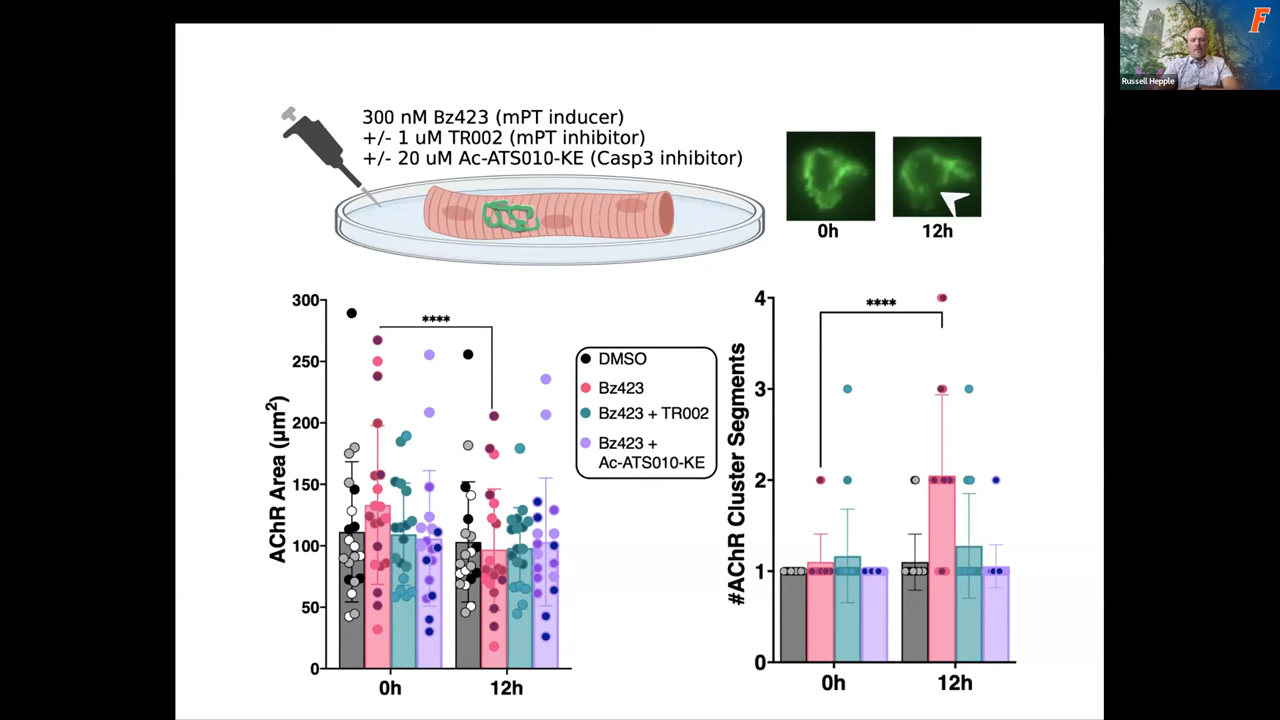 F
Russell Hepple
300 nM Bz423 (mPT inducer)
+/- 1 uM TR002 (mPT inhibitor)
+/- 20 uM Ac-ATS010-KE (Casp3 inhibitor)
0h
12h
300
250
200
150
100
50
0
AChR Area (µm²)
****
0h
12h
DMSO
Bz423
Bz423 + TR002
Bz423 +
Ac-ATS010-KE
4
3
2
1
0
#AChR Cluster Segments
****
0h
12h